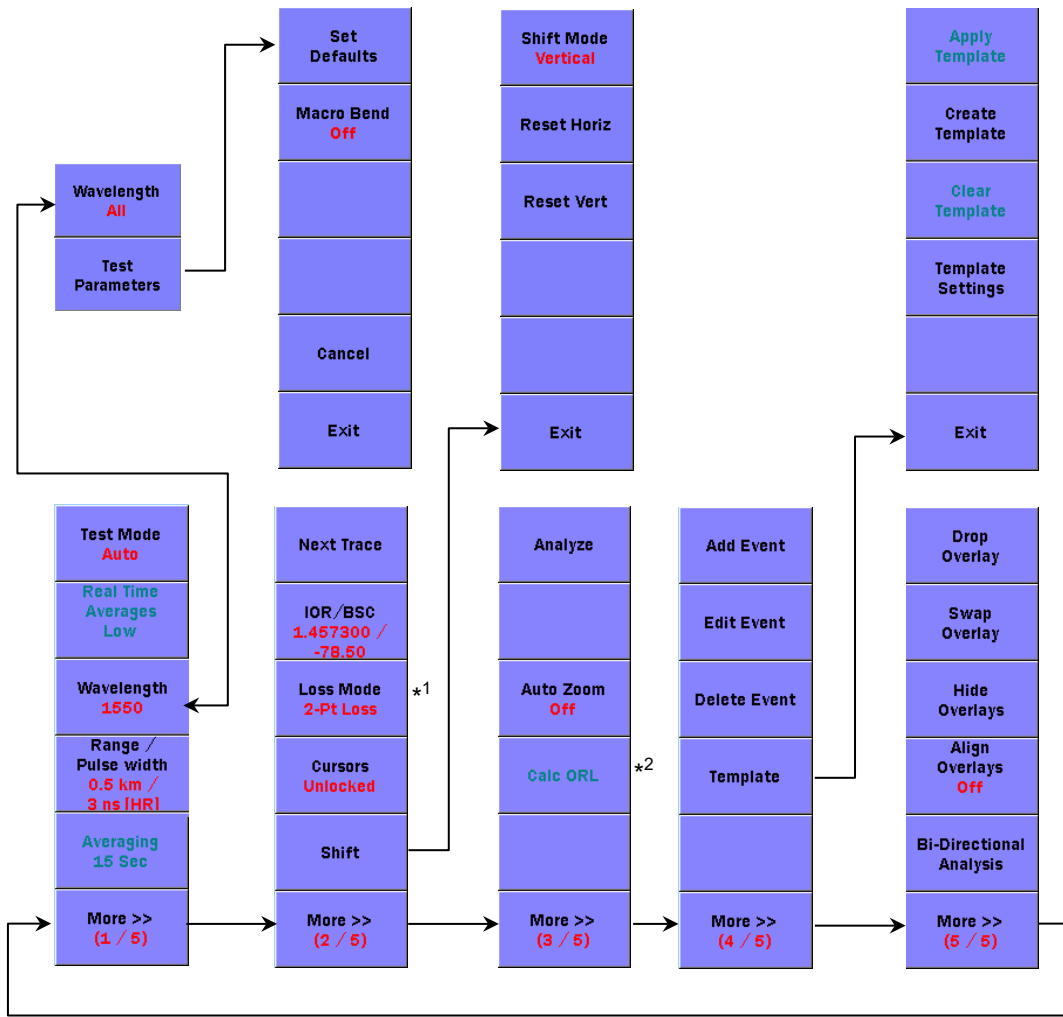 Set
Defaults
Macro Bend
Off
Cancel
Exit
Shift Mode
Vertical
Reset Horiz
Reset Vert
Exit
Apply
Template
Create
Template
Clear
Template
Template
Settings
Exit
Wavelength
All
Test
Parameters
Test Mode
Auto
Real Time
Averages
Low
Wavelength
1550
Range /
Pulse width
0.5 km /
3 ns [HR]
Averaging
15 Sec
More >>
(1 / 5)
Next Trace
IOR/BSC
1.457300 /
-78.50
Loss Mode
2-Pt Loss
*1
Cursors
Unlocked
Shift
More >>
(2 / 5)
Analyze
Auto Zoom
Off
Calc ORL
*2
More >>
(3 / 5)
Add Event
Edit Event
Delete Event
Template
More >>
(4 / 5)
Drop
Overlay
Swap
Overlay
Hide
Overlays
Align
Overlays
Off
Bi-Directional
Analysis
More >>
(5 / 5)